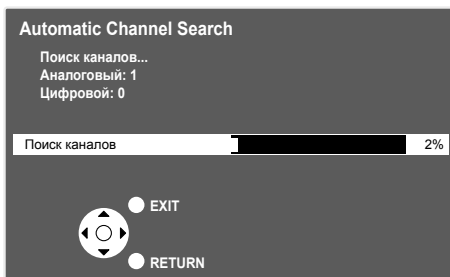 Automatic Channel Search
Поиск каналов...
Аналоговый: 1
Цифровой: 0
Поиск каналов 2%
EXIT
RETURN